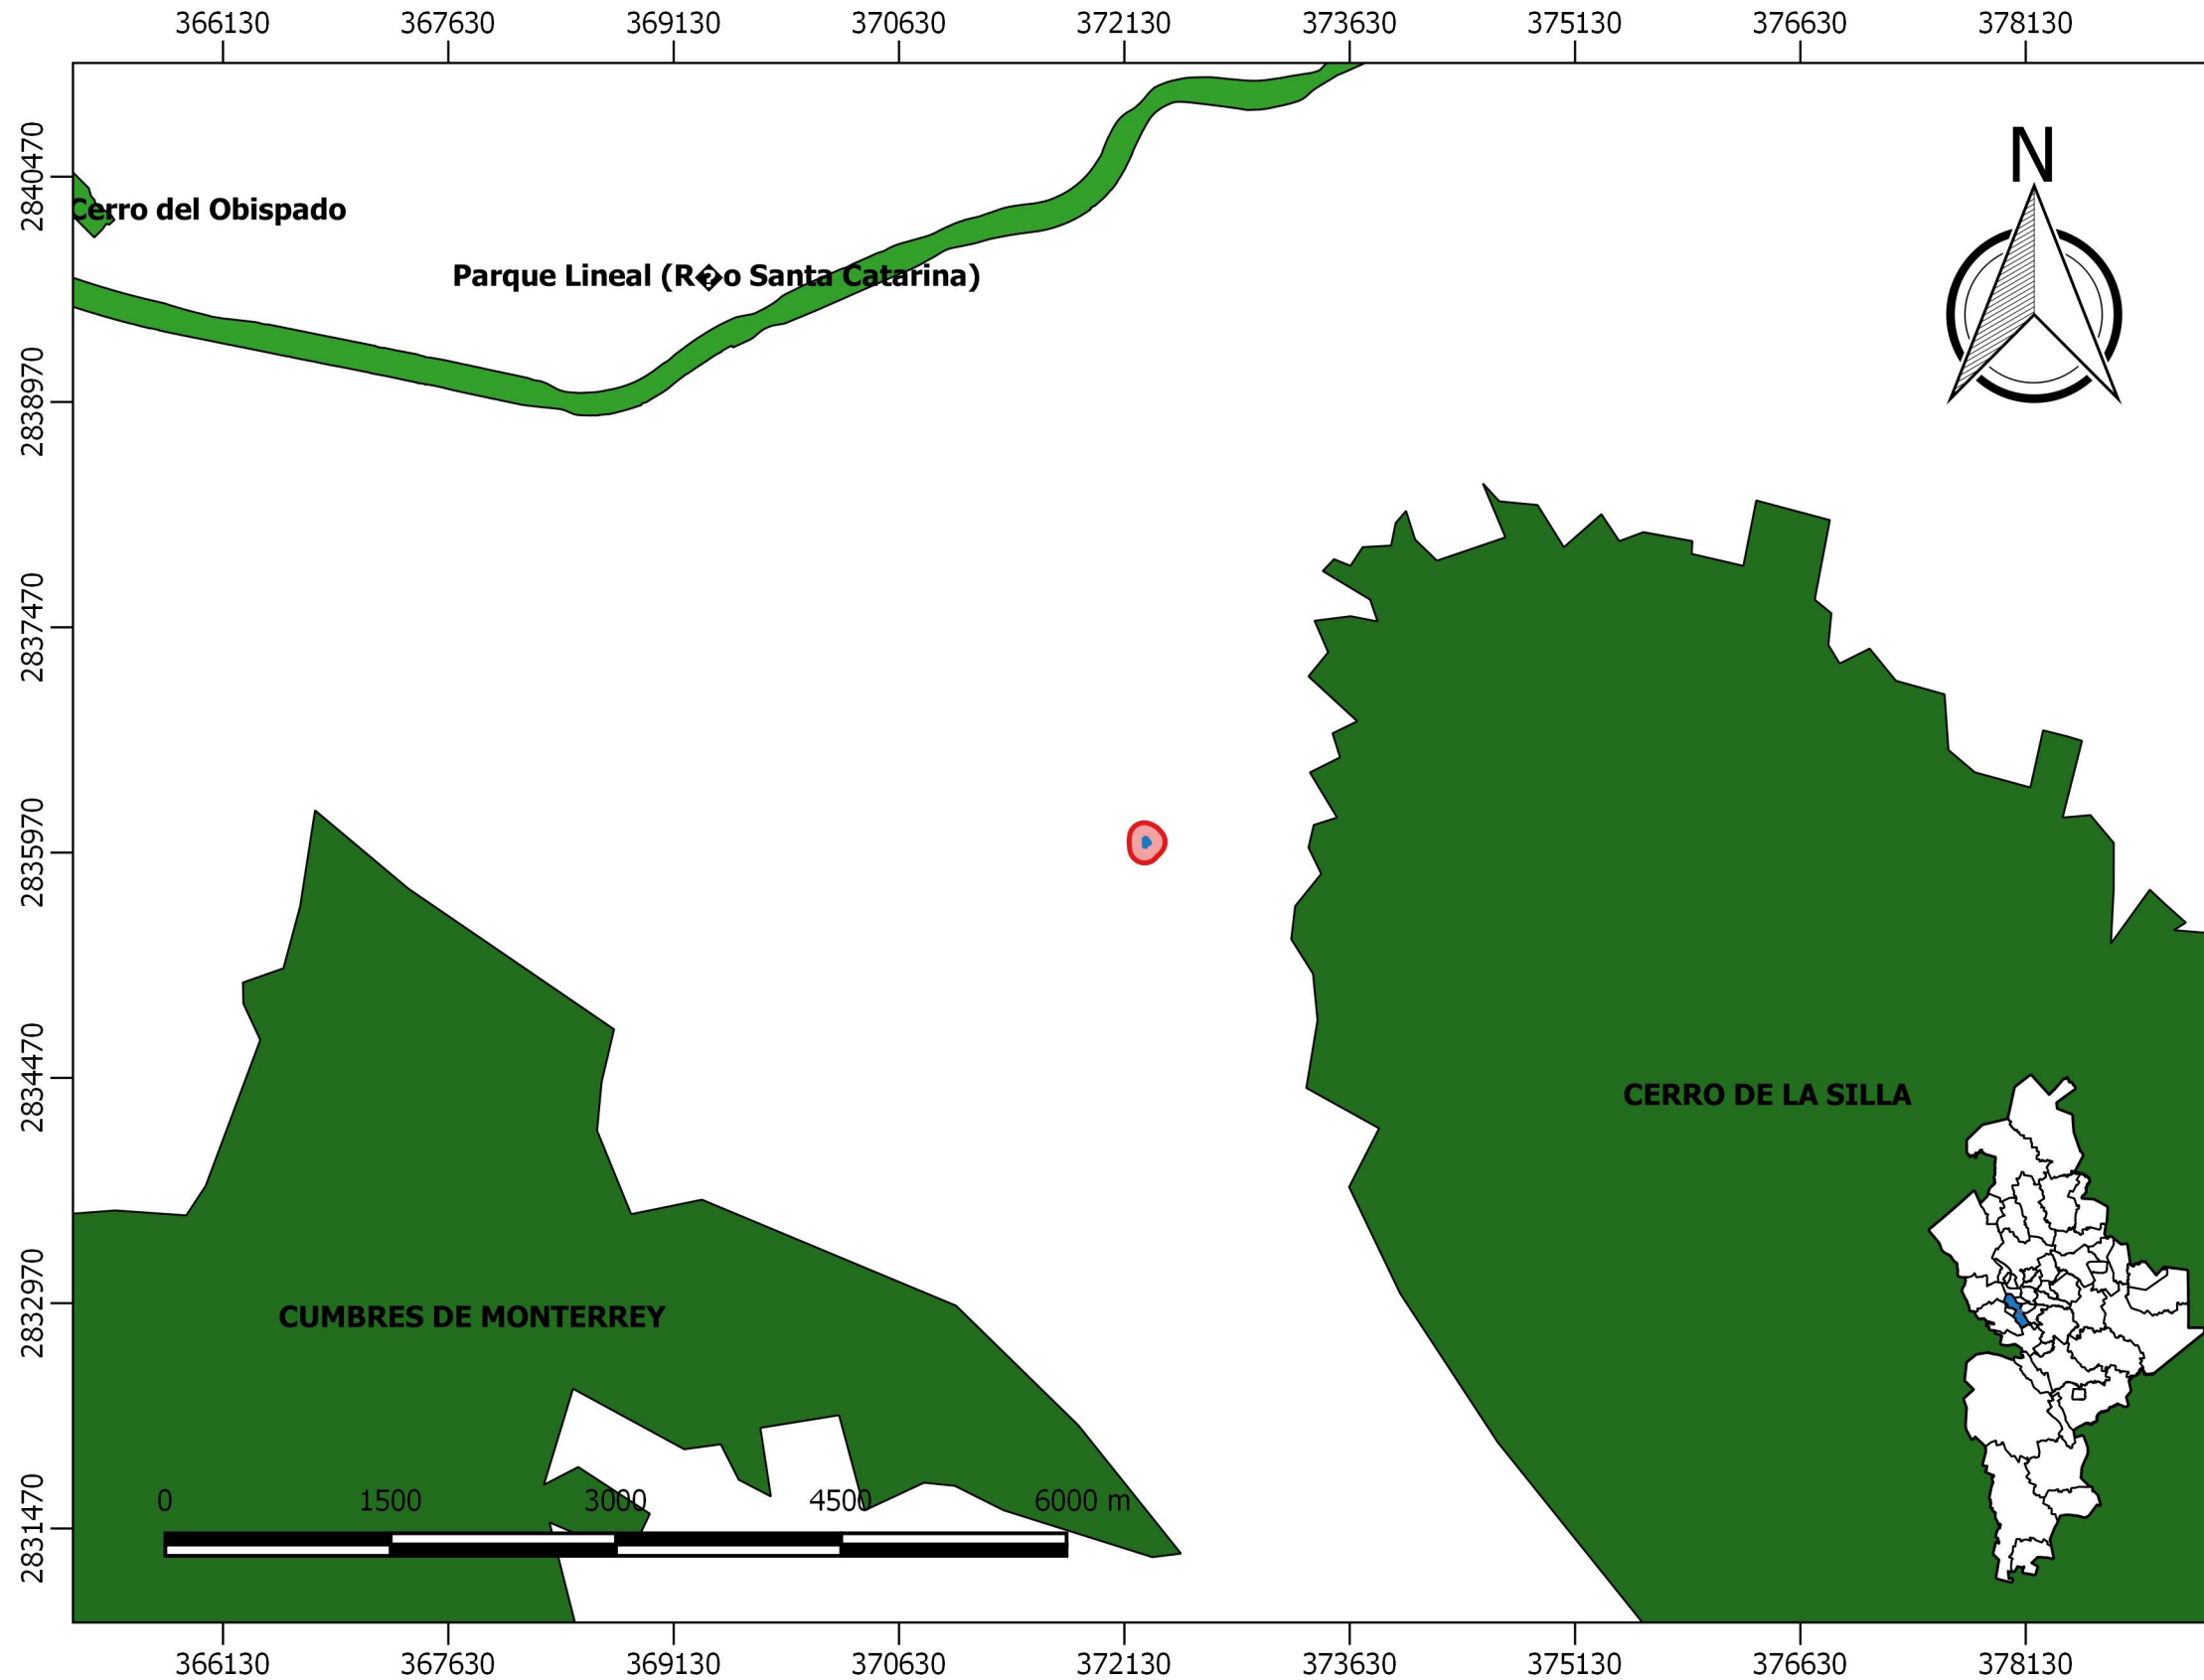 366130 367630 369130 370630 372130 373630 375130 376630 378130
N
2840470
Cerro del Obispado
Parque Lineal (R�o Santa Catarina)
2838970
2837470
2835970
2834470
CERRO DE LA SILLA
2832970
CUMBRES DE MONTERREY
2831470
0 1500 3000 4500 6000 m
366130 367630 369130 370630 372130 373630 375130 376630 378130